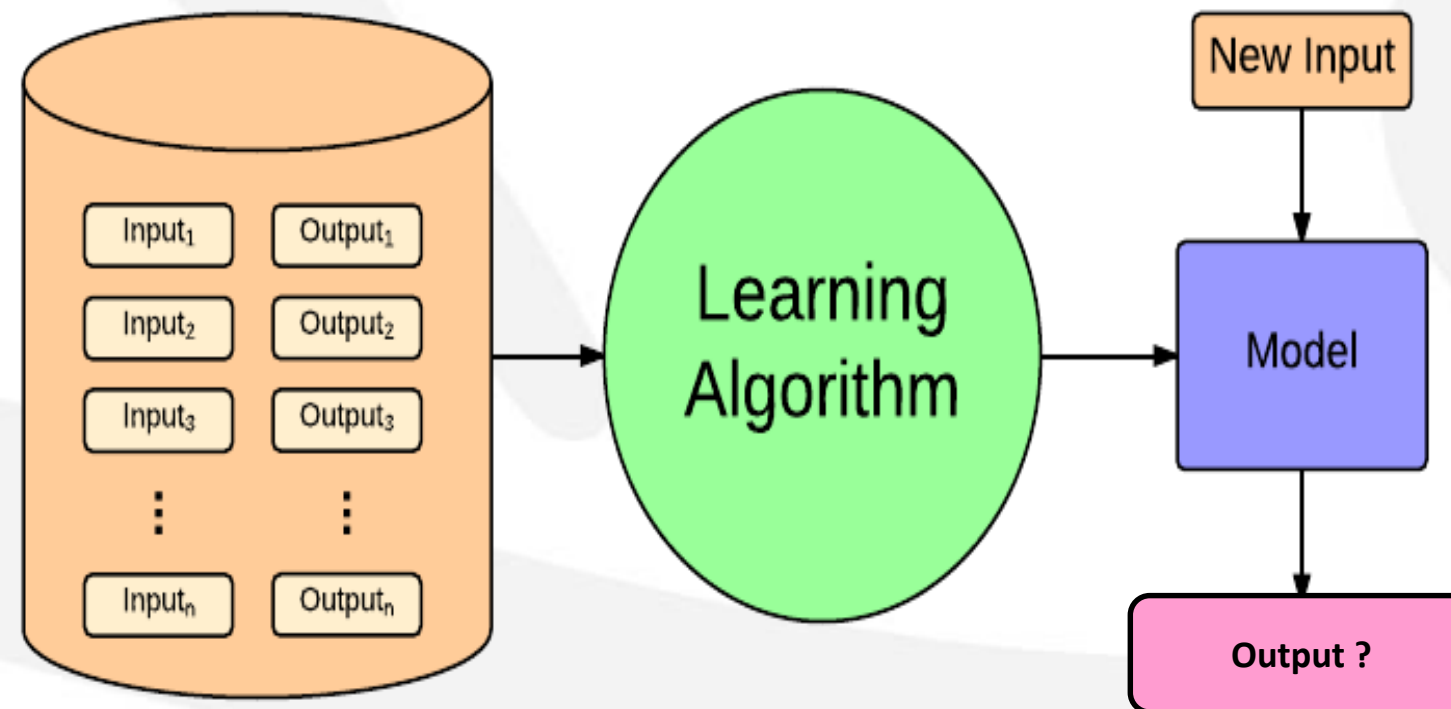 New Input
Input₁ Output₁
Input₂ Output₂
Input₃ Output₃
⋮ ⋮
Inputₙ Outputₙ
Learning
Algorithm
Model
Output ?